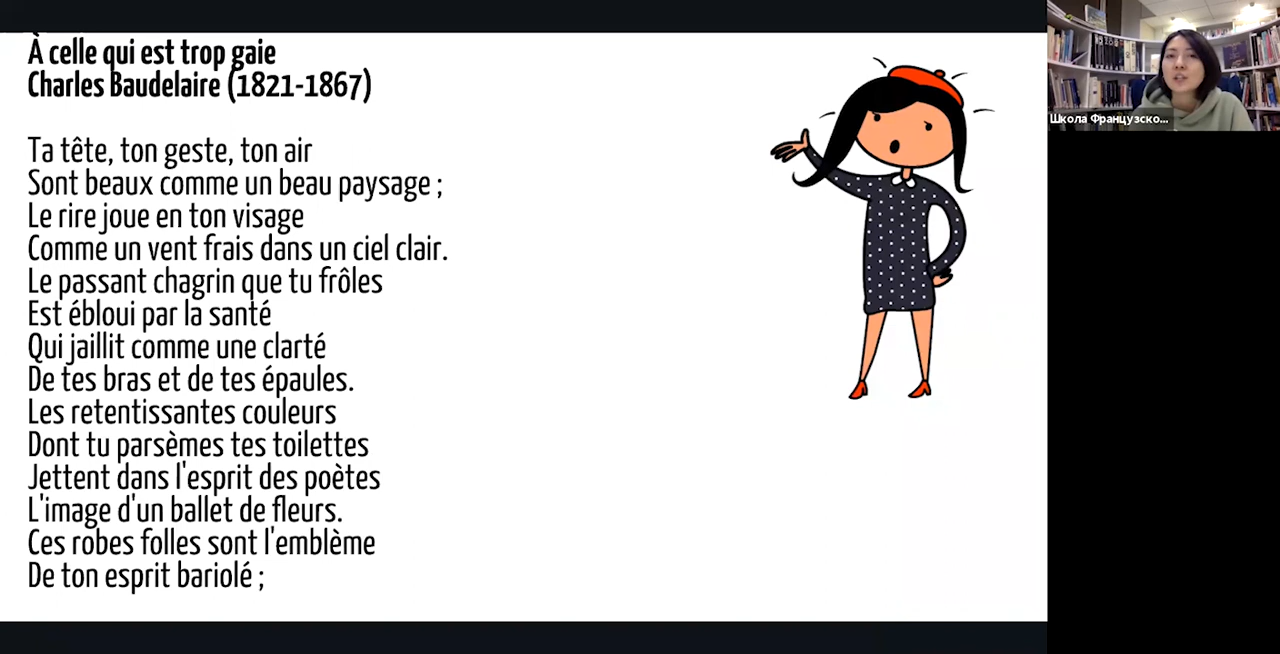 À celle qui est trop gaie
Charles Baudelaire (1821-1867)
Ta tête, ton geste, ton air
Sont beaux comme un beau paysage ;
Le rire joue en ton visage
Comme un vent frais dans un ciel clair.
Le passant chagrin que tu frôles
Est ébloui par la santé
Qui jaillit comme une clarté
De tes bras et de tes épaules.
Les retentissantes couleurs
Dont tu parsèmes tes toilettes
Jettent dans l'esprit des poètes
L'image d'un ballet de fleurs.
Ces robes folles sont l'emblème
De ton esprit bariolé ;
Школа Французско...